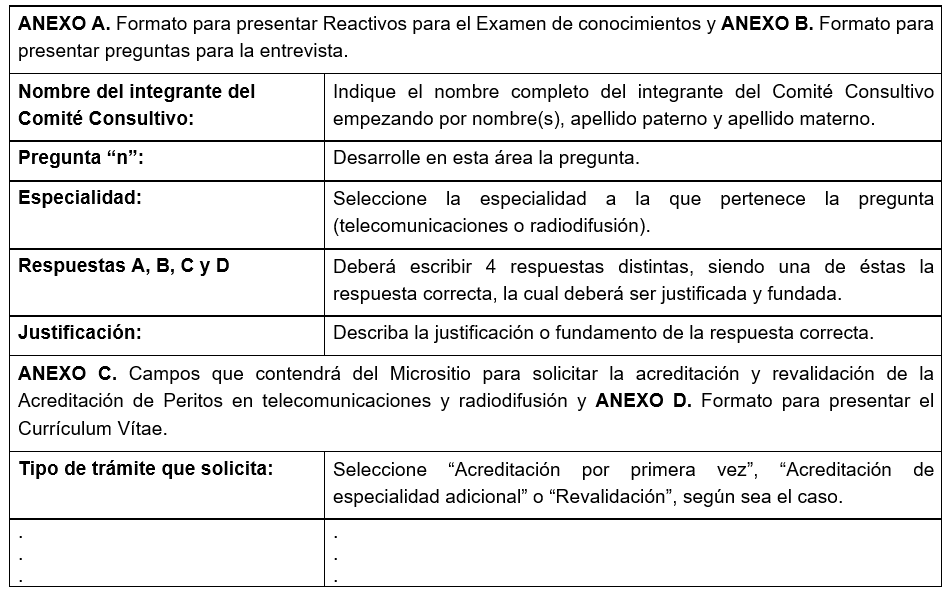 ANEXO A. Formato para presentar Reactivos para el Examen de conocimientos y ANEXO B. Formato para
presentar preguntas para la entrevista.
Nombre del integrante del
Comité Consultivo:
Indique el nombre completo del integrante del Comité Consultivo
empezando por nombre(s), apellido paterno y apellido materno.
Pregunta “n”:
Desarrolle en esta área la pregunta.
Especialidad:
Seleccione la especialidad a la que pertenece la pregunta
(telecomunicaciones o radiodifusión).
Respuestas A, B, C y D
Deberá escribir 4 respuestas distintas, siendo una de éstas la
respuesta correcta, la cual deberá ser justificada y fundada.
Justificación:
Describa la justificación o fundamento de la respuesta correcta.
ANEXO C. Campos que contendrá del Micrositio para solicitar la acreditación y revalidación de la
Acreditación de Peritos en telecomunicaciones y radiodifusión y ANEXO D. Formato para presentar el
Currículum Vítae.
Tipo de trámite que solicita:
Seleccione “Acreditación por primera vez”, “Acreditación de
especialidad adicional” o “Revalidación”, según sea el caso.
.
.
.
.
.
.